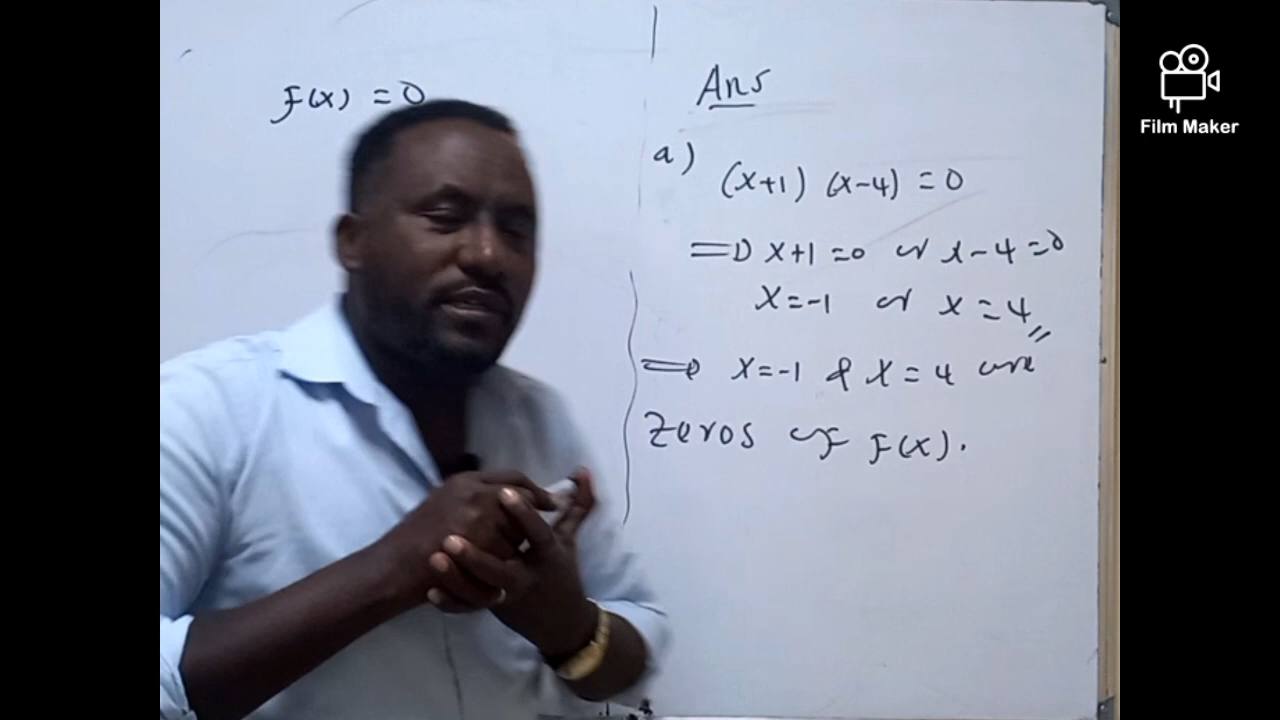 F(x) = 0
Ans
a)
(x+1) (x-4) = 0
⇒ x+1 =0 or x-4 =0
x=-1 or x = 4,,
⇒ x=-1 & x = 4 are
Zeros of F(x).
Film Maker